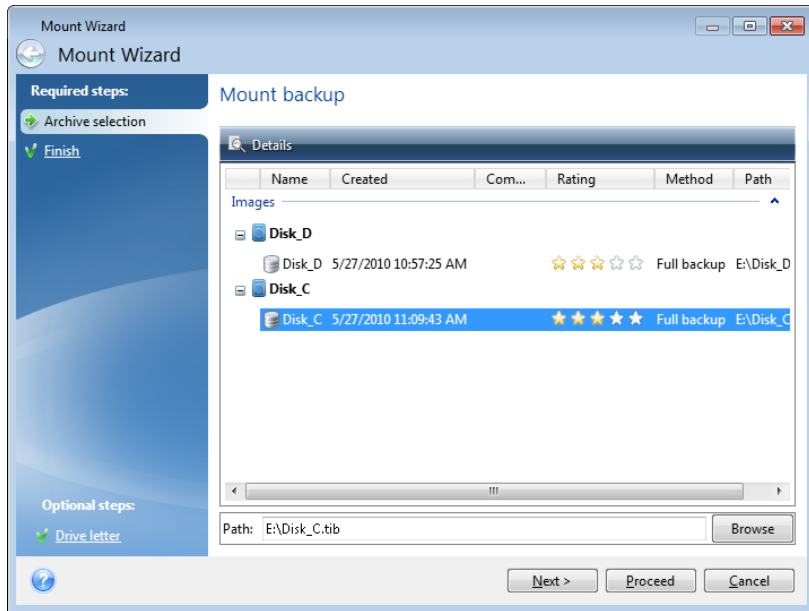 Mount Wizard
Mount Wizard
Required steps:
Archive selection
Finish
Optional steps:
Drive letter
Mount backup
Details
Name Created Com... Rating Method Path
Images
Disk_D
Disk_D 5/27/2010 10:57:25 AM Full backup E:\Disk_D
Disk_C
Disk_C 5/27/2010 11:09:43 AM Full backup E:\Disk_C
Path: E:\Disk_C.tib Browse
Next > Proceed Cancel